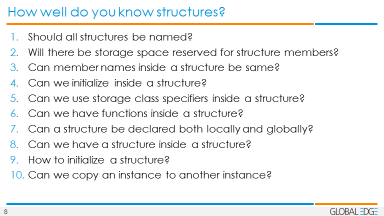 How well do you know structures?
1. Should all structures be named?
2. Will there be storage space reserved for structure members?
3. Can member names inside a structure be same?
4. Can we initialize inside a structure?
5. Can we use storage class specifiers inside a structure?
6. Can we have functions inside a structure?
7. Can a structure be declared both locally and globally?
8. Can we have a structure inside a structure?
9. How to initialize a structure?
10. Can we copy an instance to another instance?
8
GLOBAL EDGE